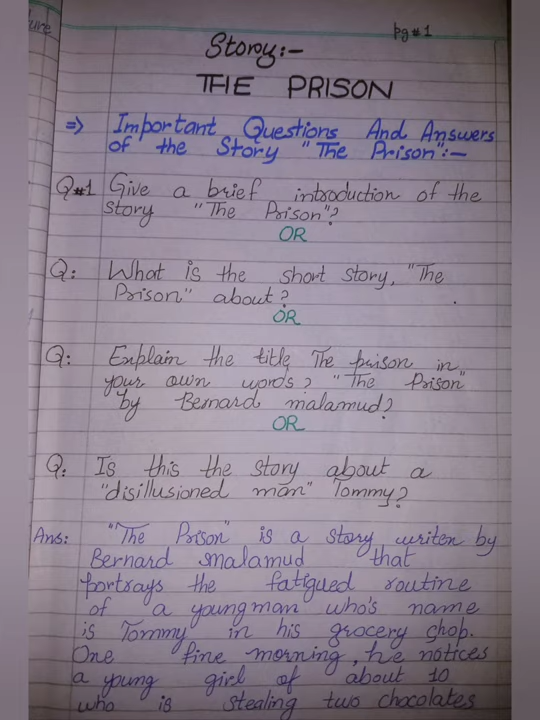 pg#1
Story:-
THE PRISON
=> Important Questions And Answers
of the Story "The Prison":-
Q#1 Give a brief introduction of the
story "The Prison"?
OR
Q: What is the short story, "The
Prison" about?
OR
Q: Explain the title The prison in
your own words? "The Prison"
by Bernard malamud?
OR
Q: Is this the story about a
"disillusioned man" Tommy?
Ans: "The Prison" is a story writen by
Bernard malamud that
portrays the fatigued routine
of a youngman who's name
is Tommy in his grocery shop.
One fine morning, he notices
a young girl of about 10
who is stealing two chocolates